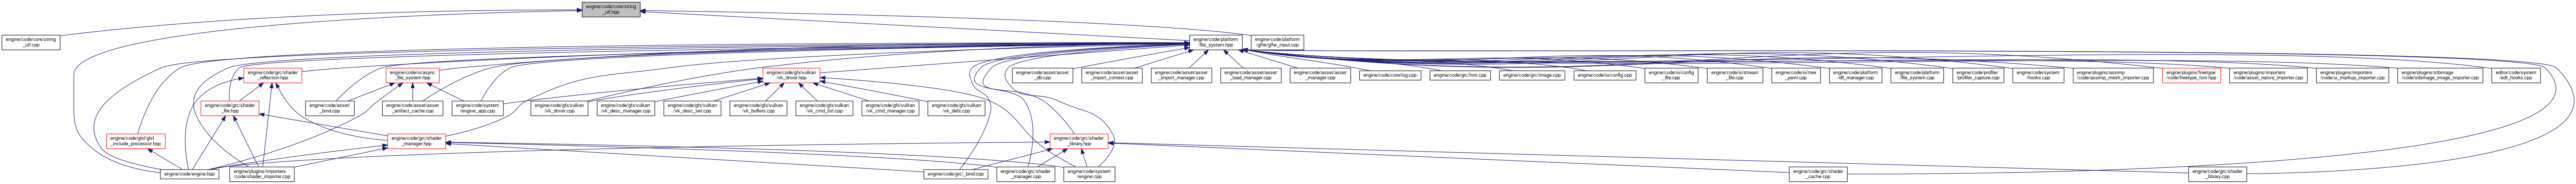 engine/code/core/string
_utf.hpp
engine/code/core/string
_utf.cpp
engine/code/platform
/file_system.hpp
engine/code/platform
/glfw/glfw_input.cpp
engine/code/grc/shader
_reflection.hpp
engine/code/io/async
_file_system.hpp
engine/code/gfx/vulkan
/vk_driver.hpp
engine/code/asset/asset
_db.cpp
engine/code/asset/asset
_import_context.cpp
engine/code/asset/asset
_import_manager.cpp
engine/code/asset/asset
_load_manager.cpp
engine/code/asset/asset
_manager.cpp
engine/code/core/log.cpp
engine/code/grc/font.cpp
engine/code/grc/image.cpp
engine/code/io/config.cpp
engine/code/io/config
_file.cpp
engine/code/io/stream
_file.cpp
engine/code/io/tree
_yaml.cpp
engine/code/platform
/dll_manager.cpp
engine/code/platform
/file_system.cpp
engine/code/profiler
/profiler_capture.cpp
engine/code/system
/hooks.cpp
engine/plugins/assimp
/code/assimp_mesh_importer.cpp
engine/plugins/freetype
/code/freetype_font.hpp
engine/plugins/importers
/code/asset_native_importer.cpp
engine/plugins/importers
/code/ui_markup_importer.cpp
engine/plugins/stbimage
/code/stbimage_image_importer.cpp
editor/code/system
/edit_hooks.cpp
engine/code/grc/shader
_file.hpp
engine/code/asset/
_bind.cpp
engine/code/asset/asset
_artifact_cache.cpp
engine/code/system
/engine_app.cpp
engine/code/gfx/vulkan
/vk_driver.cpp
engine/code/gfx/vulkan
/vk_desc_manager.cpp
engine/code/gfx/vulkan
/vk_desc_set.cpp
engine/code/gfx/vulkan
/vk_buffers.cpp
engine/code/gfx/vulkan
/vk_cmd_list.cpp
engine/code/gfx/vulkan
/vk_cmd_manager.cpp
engine/code/gfx/vulkan
/vk_defs.cpp
engine/code/glsl/glsl
_include_processor.hpp
engine/code/grc/shader
_manager.hpp
engine/code/grc/shader
_library.hpp
engine/code/engine.hpp
engine/plugins/importers
/code/shader_importer.cpp
engine/code/grc/_bind.cpp
engine/code/grc/shader
_manager.cpp
engine/code/system
/engine.cpp
engine/code/grc/shader
_cache.cpp
engine/code/grc/shader
_library.cpp